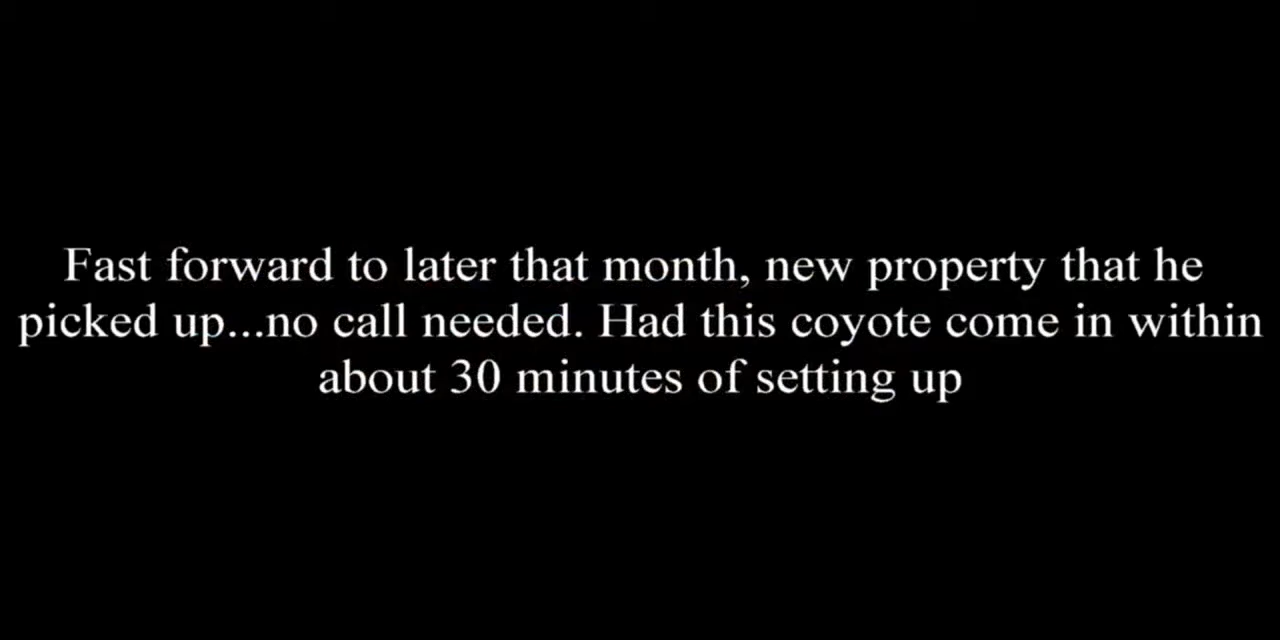 Fast forward to later that month, new property that he
picked up...no call needed. Had this coyote come in within
about 30 minutes of setting up